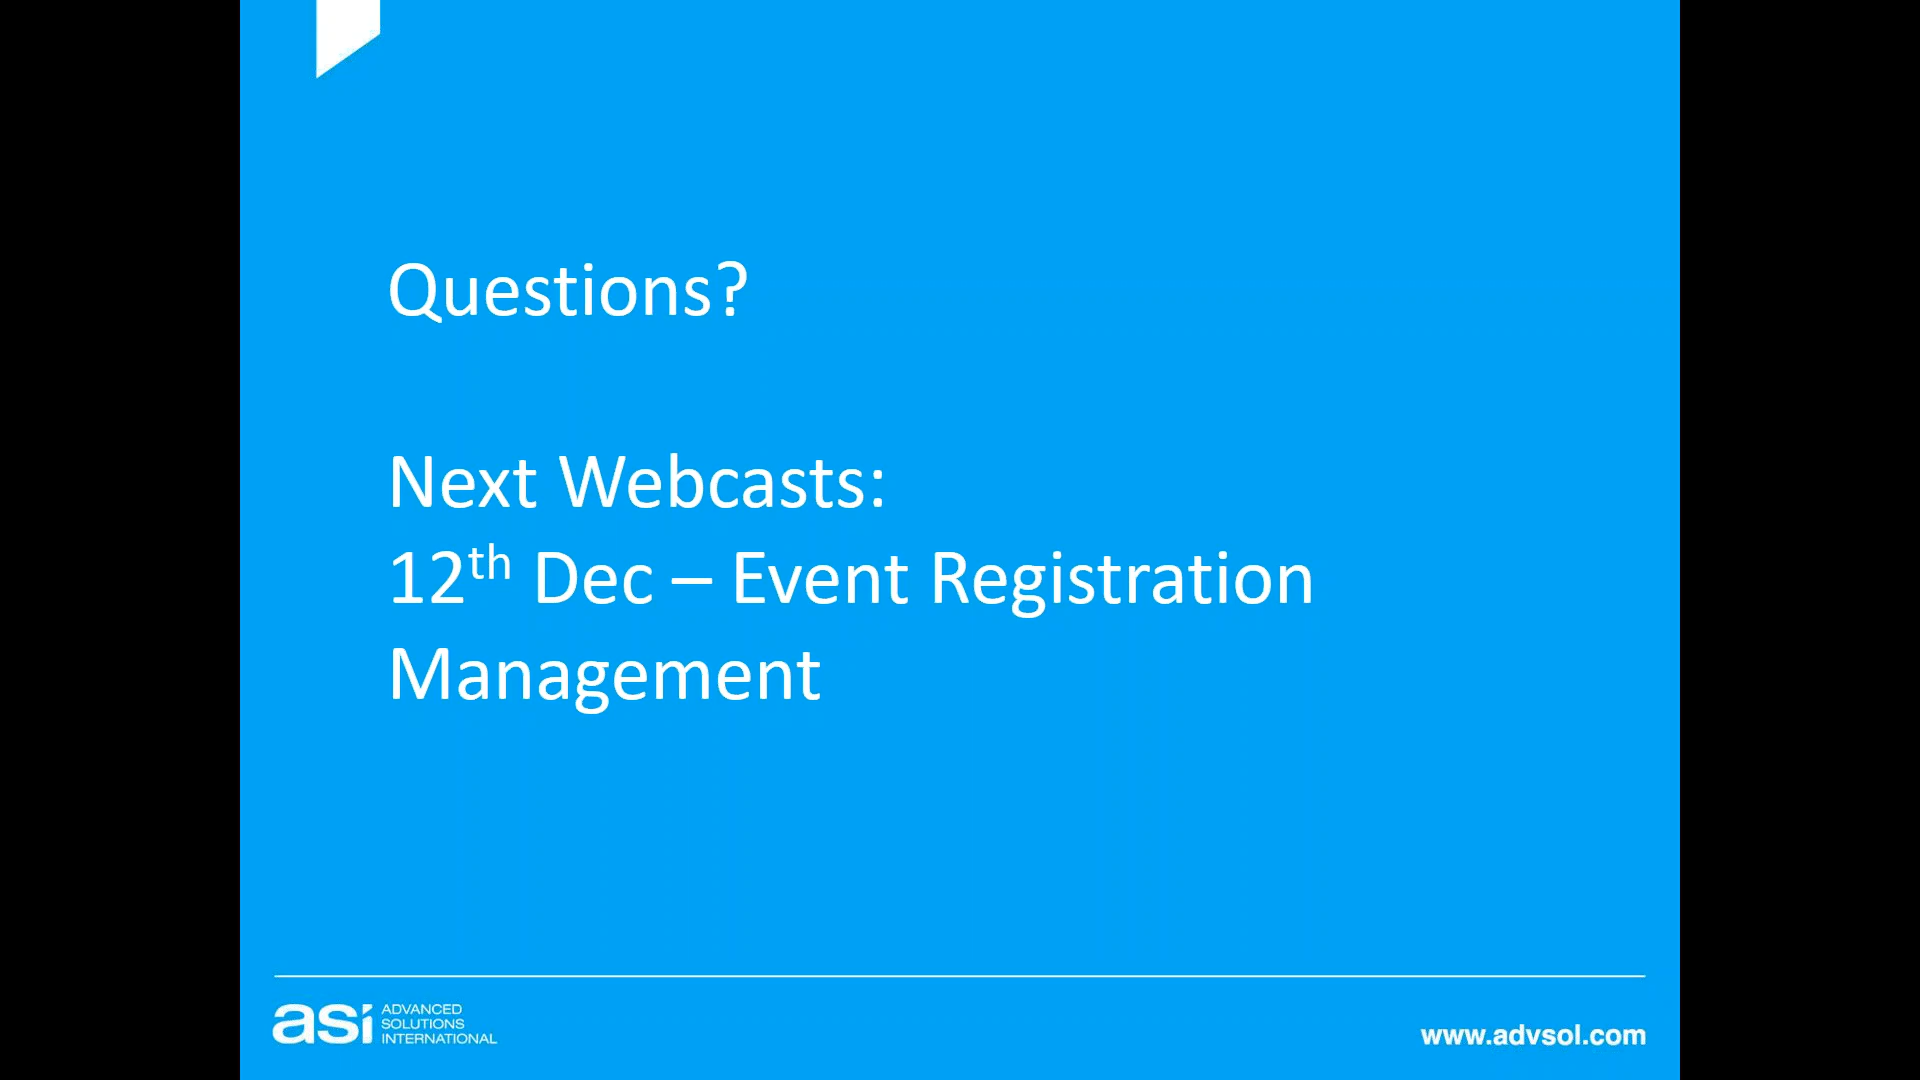 Questions?
Next Webcasts:
12th Dec – Event Registration
Management
asi ADVANCED
SOLUTIONS
INTERNATIONAL
www.advsol.com